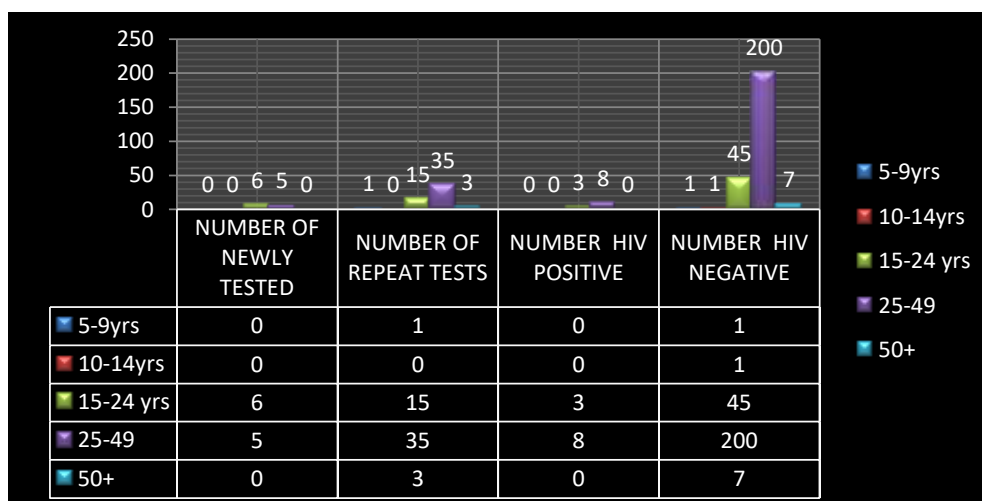 250
200
150
100
50
0
0 0 6 5 0
1 0 15 35 3
0 0 3 8 0
1 1 45 200 7
NUMBER OF NEWLY TESTED
NUMBER OF REPEAT TESTS
NUMBER HIV POSITIVE
NUMBER HIV NEGATIVE
5-9yrs 0 1 0 1
10-14yrs 0 0 0 1
15-24 yrs 6 15 3 45
25-49 5 35 8 200
50+ 0 3 0 7
5-9yrs
10-14yrs
15-24 yrs
25-49
50+